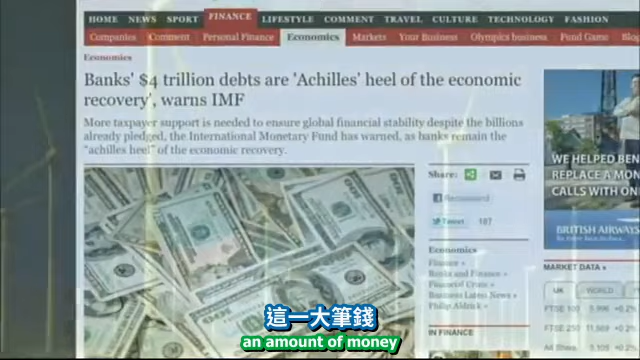 HOME NEWS SPORT FINANCE LIFESTYLE COMMENT TRAVEL CULTURE TECHNOLOGY FASHION
Companies Comment Personal Finance Economics Markets Your Business Olympics business Fund Game Blog
Economics
Banks' $4 trillion debts are 'Achilles' heel of the economic
recovery', warns IMF
More taxpayer support is needed to ensure global financial stability despite the billions
already pledged, the International Monetary Fund has warned, as banks remain the
"achilles heel" of the economic recovery.
Share:
Recommend
Tweet 187
Economics
Finance »
Banks and Finance »
Financial Crisis »
Business Latest News »
Philip Aldrick »
IN FINANCE
WE HELPED BEN
REPLACE A MON
CALLS WITH ON
BRITISH AIRWAYS
MARKET DATA »
UK WORLD
FTSE 100
FTSE 250
這一大筆錢
an amount of money